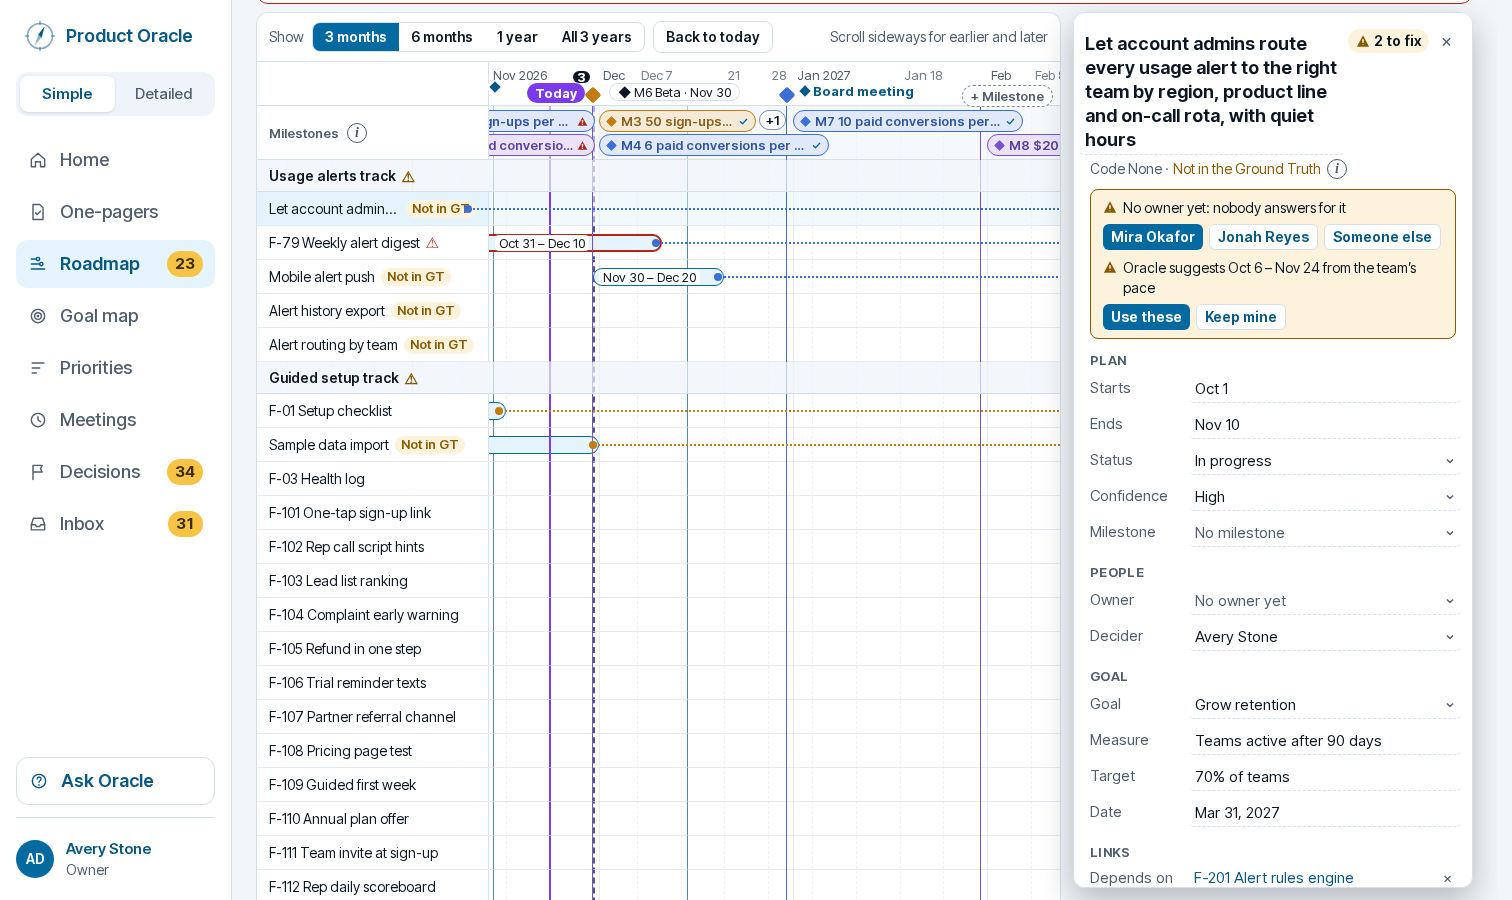 Product Oracle
Simple
Detailed
Home
One-pagers
Roadmap
23
Goal map
Priorities
Meetings
Decisions
34
Inbox
31
Ask Oracle
AD
Avery Stone
Owner
Show
3 months
6 months
1 year
All 3 years
Back to today
Scroll sideways for earlier and later
Nov 2026
3
Dec
Dec 7
21
28
Jan 2027
Jan 18
Feb
Feb
Today
M6 Beta · Nov 30
Board meeting
+ Milestone
Milestones
i
gn-ups per ...
M3 50 sign-ups...
+1
M7 10 paid conversions per...
d conversio...
M4 6 paid conversions per ...
M8 $20
Usage alerts track
Let account admin...
Not in GT
F-79 Weekly alert digest
Oct 31 – Dec 10
Mobile alert push
Not in GT
Nov 30 – Dec 20
Alert history export
Not in GT
Alert routing by team
Not in GT
Guided setup track
F-01 Setup checklist
Sample data import
Not in GT
F-03 Health log
F-101 One-tap sign-up link
F-102 Rep call script hints
F-103 Lead list ranking
F-104 Complaint early warning
F-105 Refund in one step
F-106 Trial reminder texts
F-107 Partner referral channel
F-108 Pricing page test
F-109 Guided first week
F-110 Annual plan offer
F-111 Team invite at sign-up
F-112 Rep daily scoreboard
Let account admins route
every usage alert to the right
team by region, product line
and on-call rota, with quiet
hours
2 to fix
×
Code None · Not in the Ground Truth
i
No owner yet: nobody answers for it
Mira Okafor
Jonah Reyes
Someone else
Oracle suggests Oct 6 – Nov 24 from the team's
pace
Use these
Keep mine
PLAN
Starts
Oct 1
Ends
Nov 10
Status
In progress
Confidence
High
Milestone
No milestone
PEOPLE
Owner
No owner yet
Decider
Avery Stone
GOAL
Goal
Grow retention
Measure
Teams active after 90 days
Target
70% of teams
Date
Mar 31, 2027
LINKS
Depends on
F-201 Alert rules engine
×